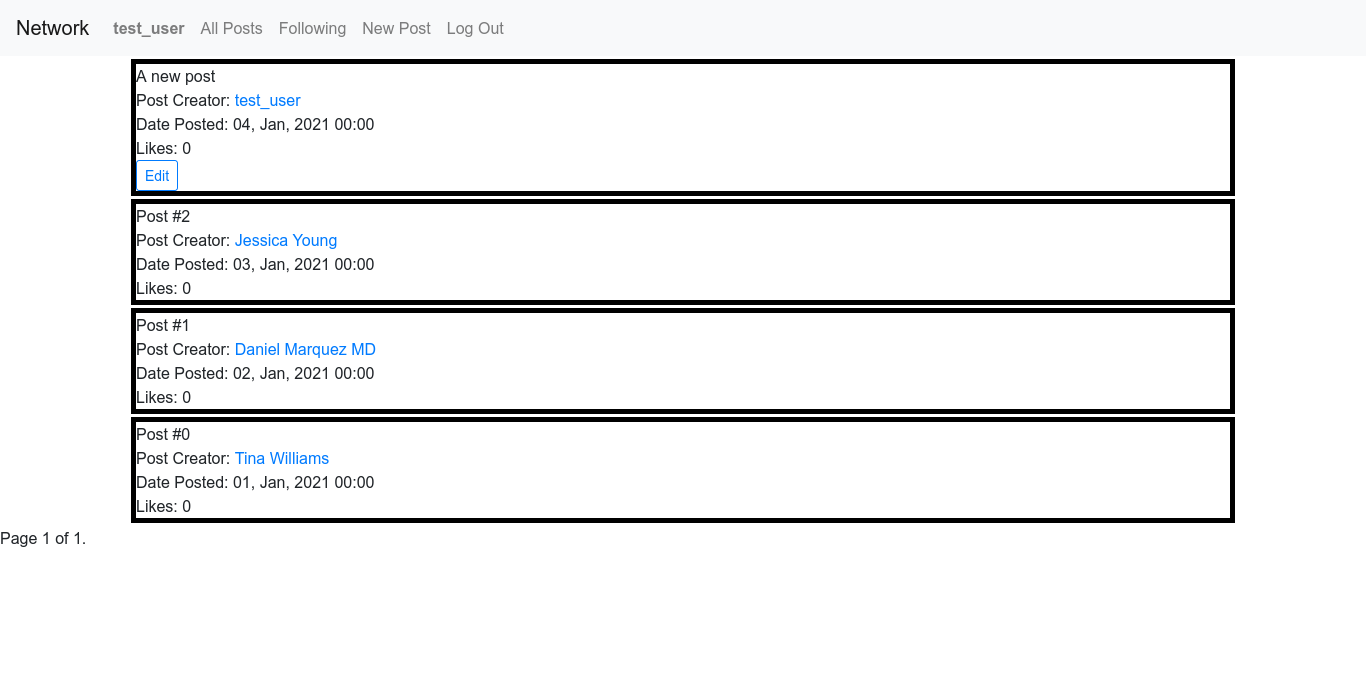 Network test_user All Posts Following New Post Log Out
A new post
Post Creator: test_user
Date Posted: 04, Jan, 2021 00:00
Likes: 0
Edit
Post #2
Post Creator: Jessica Young
Date Posted: 03, Jan, 2021 00:00
Likes: 0
Post #1
Post Creator: Daniel Marquez MD
Date Posted: 02, Jan, 2021 00:00
Likes: 0
Post #0
Post Creator: Tina Williams
Date Posted: 01, Jan, 2021 00:00
Likes: 0
Page 1 of 1.